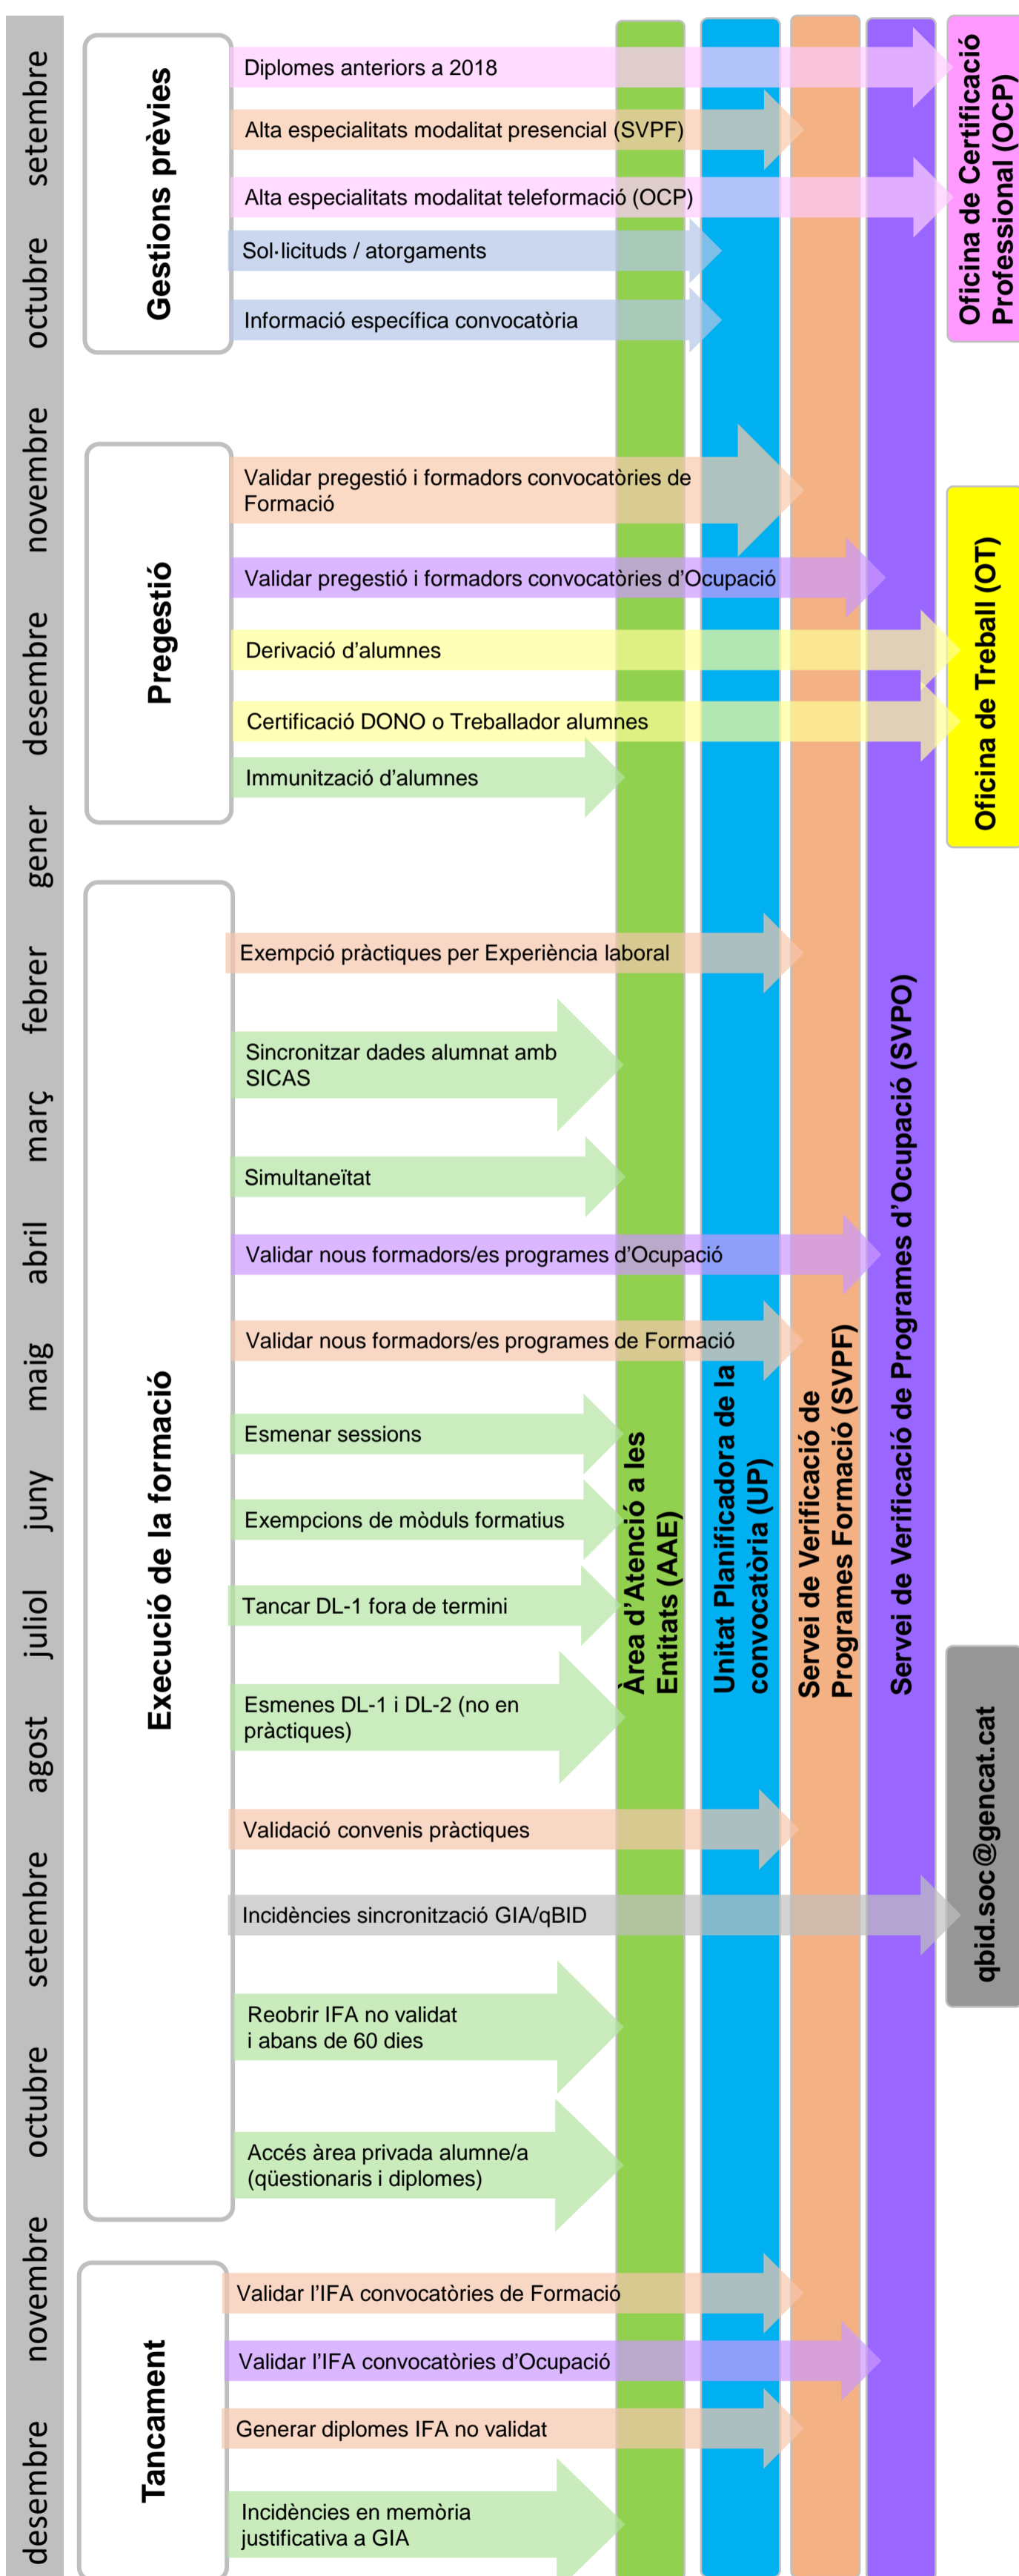 setembre
octubre
novembre
desembre
gener
febrer
març
abril
maig
juny
juliol
agost
setembre
octubre
novembre
desembre
Gestions prèvies
Diplomes anteriors a 2018
Alta especialitats modalitat presencial (SVPF)
Alta especialitats modalitat teleformació (OCP)
Sol·licituds / atorgaments
Informació específica convocatòria
Pregestió
Validar pregestió i formadors convocatòries de
Formació
Validar pregestió i formadors convocatòries d’Ocupació
Derivació d’alumnes
Certificació DONO o Treballador alumnes
Immunització d’alumnes
Execució de la formació
Exempció pràctiques per Experiència laboral
Sincronitzar dades alumnat amb
SICAS
Simultaneïtat
Validar nous formadors/es programes d’Ocupació
Validar nous formadors/es programes de Formació
Esmenar sessions
Exempcions de mòduls formatius
Tancar DL-1 fora de termini
Esmenes DL-1 i DL-2 (no en
pràctiques)
Validació convenis pràctiques
Incidències sincronització GIA/qBID
Reobrir IFA no validat
i abans de 60 dies
Accés àrea privada alumne/a
(qüestionaris i diplomes)
Tancament
Validar l’IFA convocatòries de Formació
Validar l’IFA convocatòries d’Ocupació
Generar diplomes IFA no validat
Incidències en memòria
justificativa a GIA
Àrea d’Atenció a les
Entitats (AAE)
Unitat Planificadora de la
convocatòria (UP)
Servei de Verificació de
Programes Formació (SVPF)
Servei de Verificació de Programes d’Ocupació (SVPO)
Oficina de Certificació
Professional (OCP)
Oficina de Treball (OT)
qbid.soc@gencat.cat